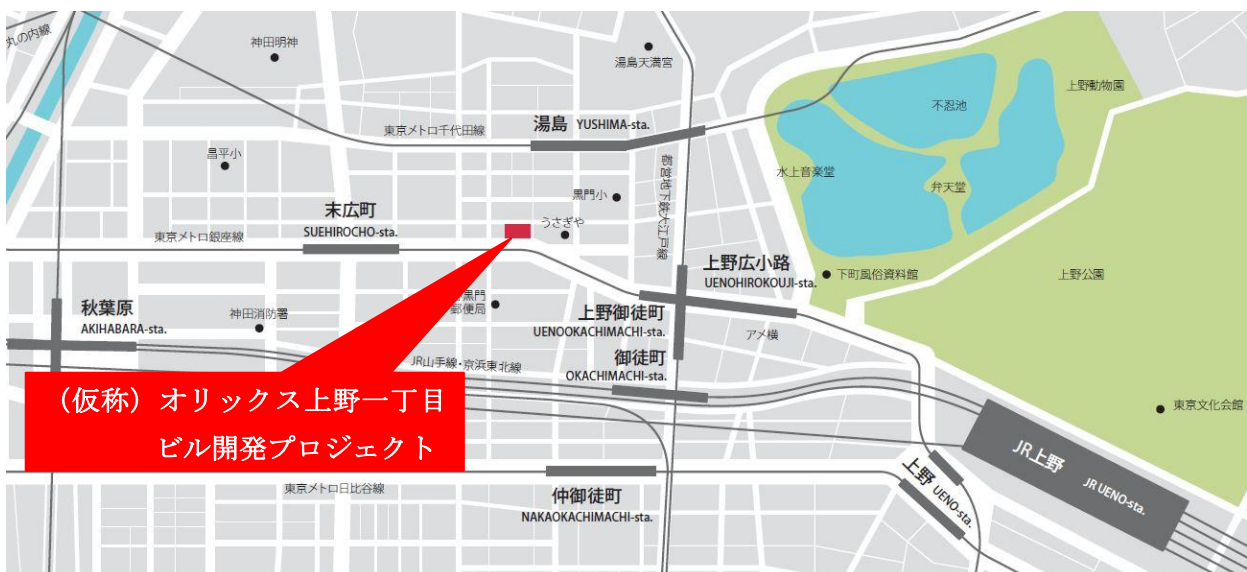 丸の内線
神田明神
湯島天満宮
上野動物園
不忍池
東京メトロ千代田線
湯島 YUSHIMA-sta.
昌平小
水上音楽堂
都営地下鉄大江戸線
弁天堂
黒門小
末広町
SUEHIROCHO-sta.
うさぎや
東京メトロ銀座線
上野広小路
UENOHIROKOUJI-sta.
下町風俗資料館
上野公園
秋葉原
AKIHABARA-sta.
神田消防署
黒門
郵便局
上野御徒町
UENOOKACHIMACHI-sta.
アメ横
御徒町
OKACHIMACHI-sta.
JR山手線・京浜東北線
(仮称)オリックス上野一丁目
ビル開発プロジェクト
東京文化会館
JR上野
JR UENO-sta.
上野 UENO-sta.
東京メトロ日比谷線
仲御徒町
NAKAOKACHIMACHI-sta.